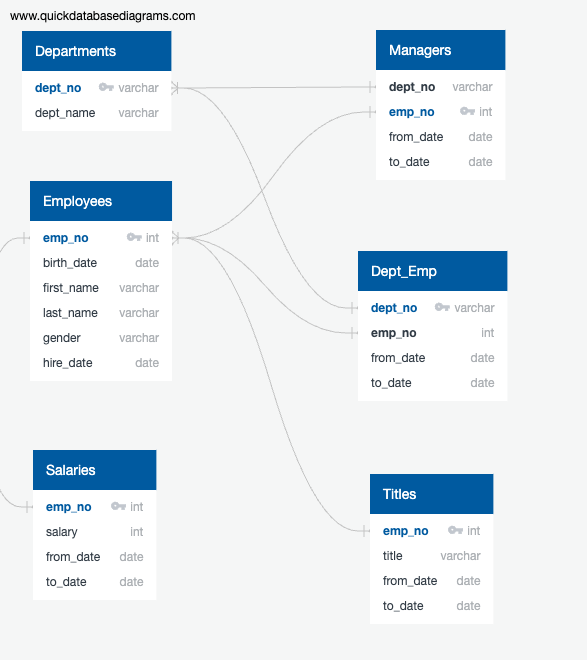 www.quickdatabasediagrams.com
Departments
dept_no varchar
dept_name varchar
Managers
dept_no varchar
emp_no int
from_date date
to_date date
Employees
emp_no int
birth_date date
first_name varchar
last_name varchar
gender varchar
hire_date date
Dept_Emp
dept_no varchar
emp_no int
from_date date
to_date date
Salaries
emp_no int
salary int
from_date date
to_date date
Titles
emp_no int
title varchar
from_date date
to_date date